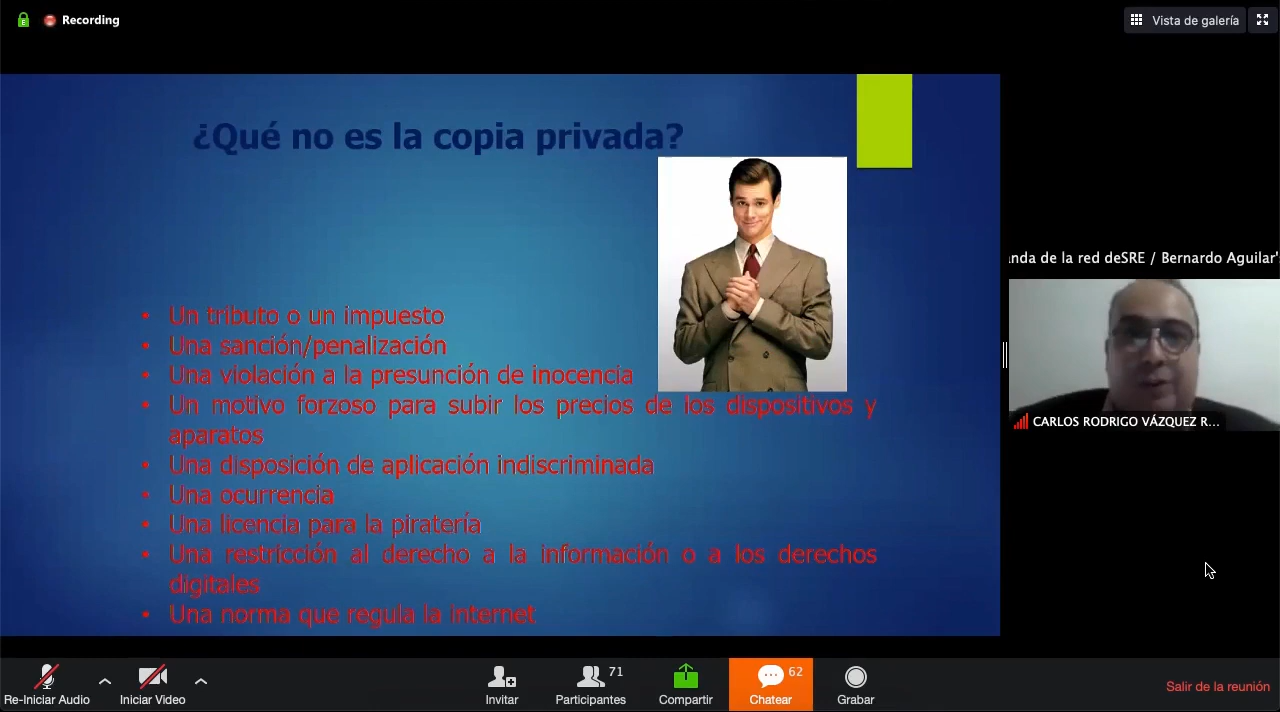 Recording
Vista de galería
¿Qué no es la copia privada?
• Un tributo o un impuesto
• Una sanción/penalización
• Una violación a la presunción de inocencia
• Un motivo forzoso para subir los precios de los dispositivos y
aparatos
• Una disposición de aplicación indiscriminada
• Una ocurrencia
• Una licencia para la piratería
• Una restricción al derecho a la información o a los derechos
digitales
• Una norma que regula la internet
de la red deSRE / Bernardo Aguilar's
CARLOS RODRIGO VÁZQUEZ R...
Re-Iniciar Audio
Iniciar Video
Invitar
71
Participantes
Compartir
62
Chatear
Grabar
Salir de la reunión